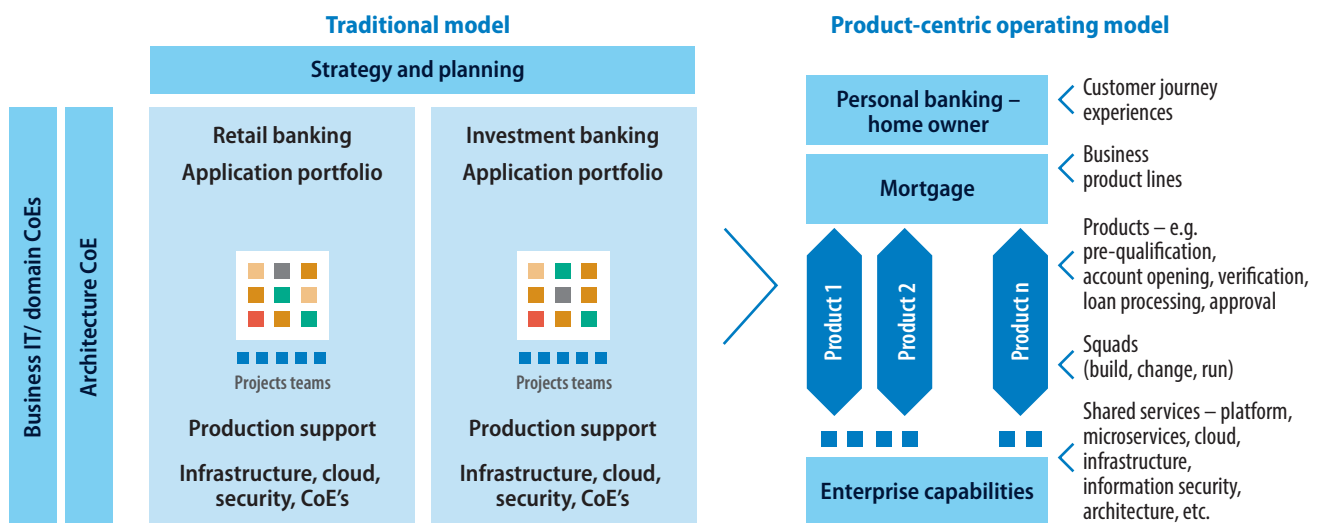 Traditional model
Strategy and planning
Business IT/ domain CoEs
Architecture CoE
Retail banking
Application portfolio
Projects teams
Production support
Infrastructure, cloud,
security, CoE's
Investment banking
Application portfolio
Projects teams
Production support
Infrastructure, cloud,
security, CoE's
Product-centric operating model
Personal banking –
home owner
Mortgage
Product 1
Product 2
Product n
Enterprise capabilities
Customer journey
experiences
Business
product lines
Products – e.g.
pre-qualification,
account opening, verification,
loan processing, approval
Squads
(build, change, run)
Shared services – platform,
microservices, cloud,
infrastructure,
information security,
architecture, etc.